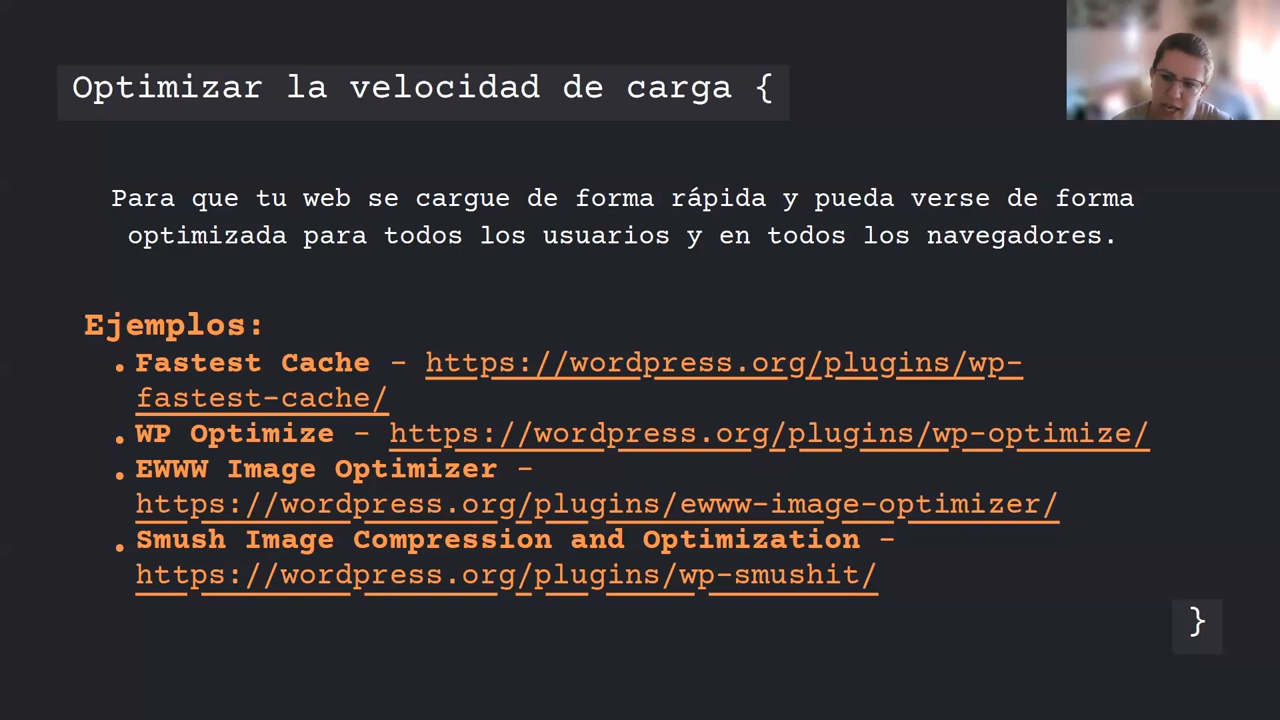 Optimizar la velocidad de carga {
Para que tu web se cargue de forma rápida y pueda verse de forma
optimizada para todos los usuarios y en todos los navegadores.
Ejemplos:
• Fastest Cache - https://wordpress.org/plugins/wp-
fastest-cache/
• WP Optimize - https://wordpress.org/plugins/wp-optimize/
• EWWW Image Optimizer -
https://wordpress.org/plugins/ewww-image-optimizer/
• Smush Image Compression and Optimization -
https://wordpress.org/plugins/wp-smushit/
}